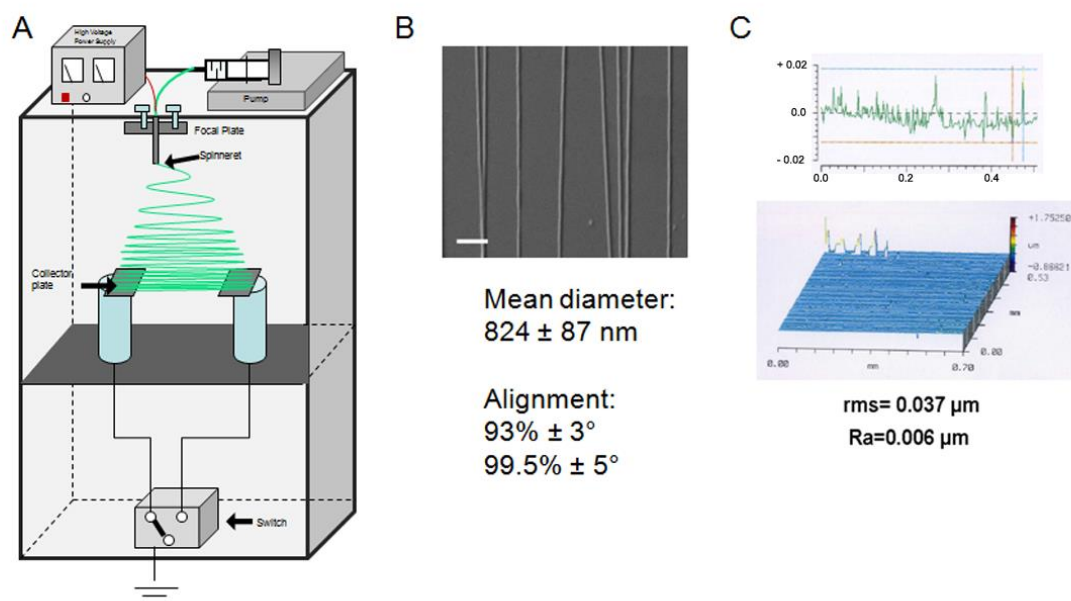 A
High Voltage
Power Supply
Pump
Focal Plate
Spinneret
Collector
plate
Switch
B
Mean diameter:
824 ± 87 nm
Alignment:
93% ± 3°
99.5% ± 5°
C
+ 0.02
0.0
- 0.02
0.0
0.2
0.4
+1.75250
um
0.53
mm
0.00
0.00
mm
0.70
rms= 0.037 µm
Ra=0.006 µm